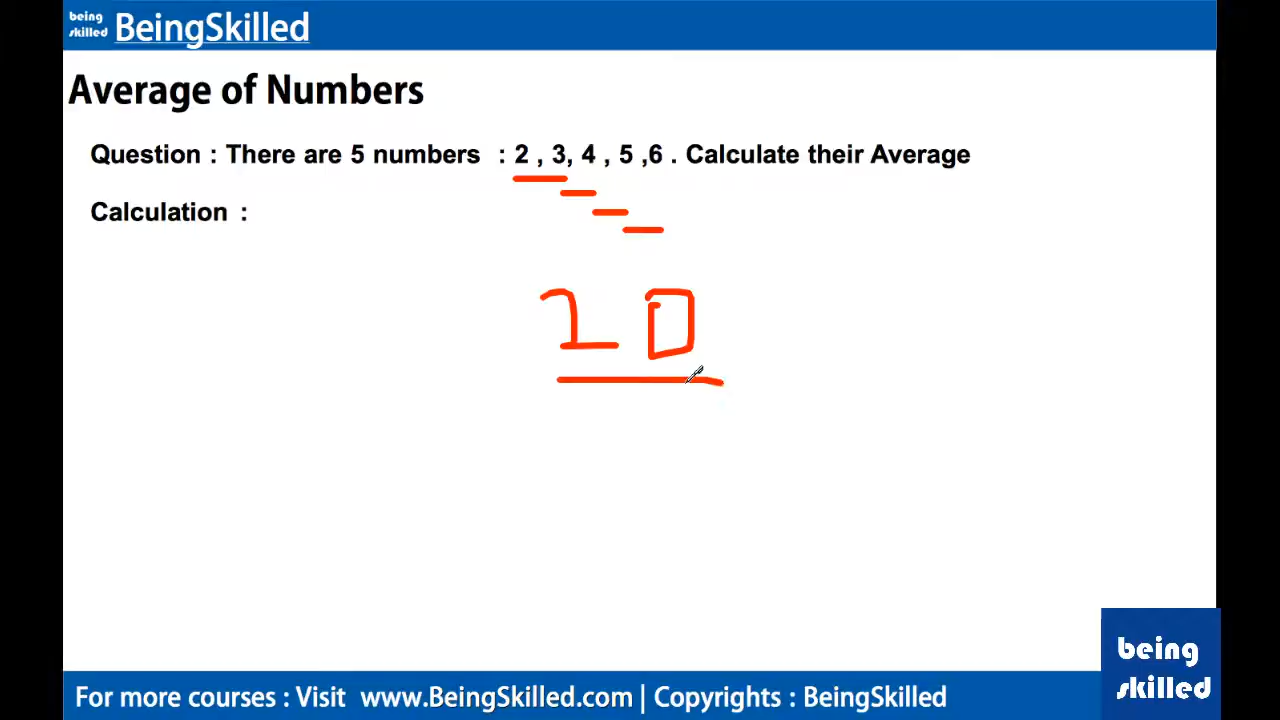 being
skilled
BeingSkilled
Average of Numbers
Question : There are 5 numbers : 2 , 3, 4 , 5 ,6 . Calculate their Average
Calculation :
20
being
skilled
For more courses : Visit www.BeingSkilled.com | Copyrights : BeingSkilled